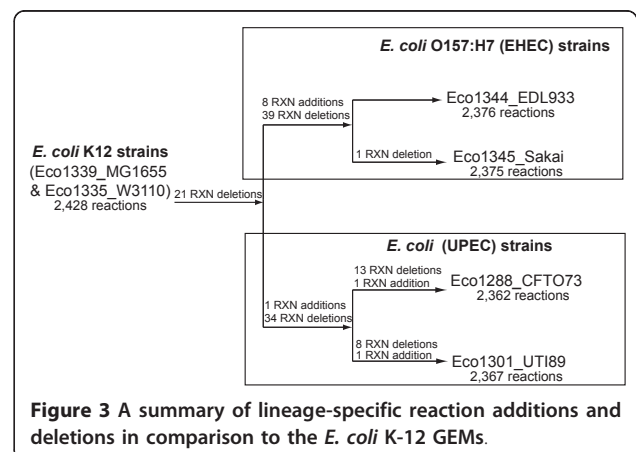 E. coli O157:H7 (EHEC) strains
8 RXN additions
39 RXN deletions
Eco1344_EDL933
2,376 reactions
1 RXN deletion
Eco1345_Sakai
2,375 reactions
E. coli K12 strains
(Eco1339_MG1655
& Eco1335_W3110)
2,428 reactions
21 RXN deletions
E. coli (UPEC) strains
1 RXN additions
34 RXN deletions
13 RXN deletions
1 RXN addition
Eco1288_CFTO73
2,362 reactions
8 RXN deletions
1 RXN addition
Eco1301_UTI89
2,367 reactions
Figure 3 A summary of lineage-specific reaction additions and
deletions in comparison to the E. coli K-12 GEMs.